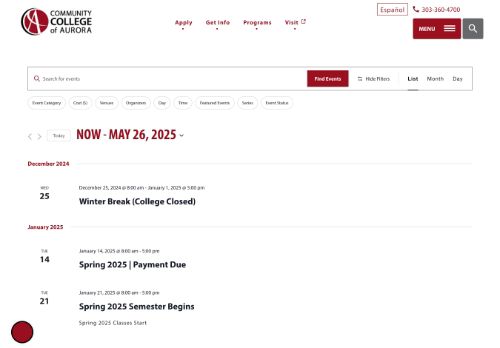 COMMUNITY
COLLEGE
of AURORA
Español
303-360-4700
Apply
Get Info
Programs
Visit
MENU
Search for events
Find Events
Hide Filters
List
Month
Day
Event Category
Cost ($)
Venues
Organizers
Day
Time
Featured Events
Series
Event Status
Today
NOW - MAY 26, 2025
December 2024
WED
25
December 25, 2024 @ 8:00 am - January 1, 2025 @ 5:00 pm
Winter Break (College Closed)
January 2025
TUE
14
January 14, 2025 @ 8:00 am - 5:00 pm
Spring 2025 | Payment Due
TUE
21
January 21, 2025 @ 8:00 am - 5:00 pm
Spring 2025 Semester Begins
Spring 2025 Classes Start